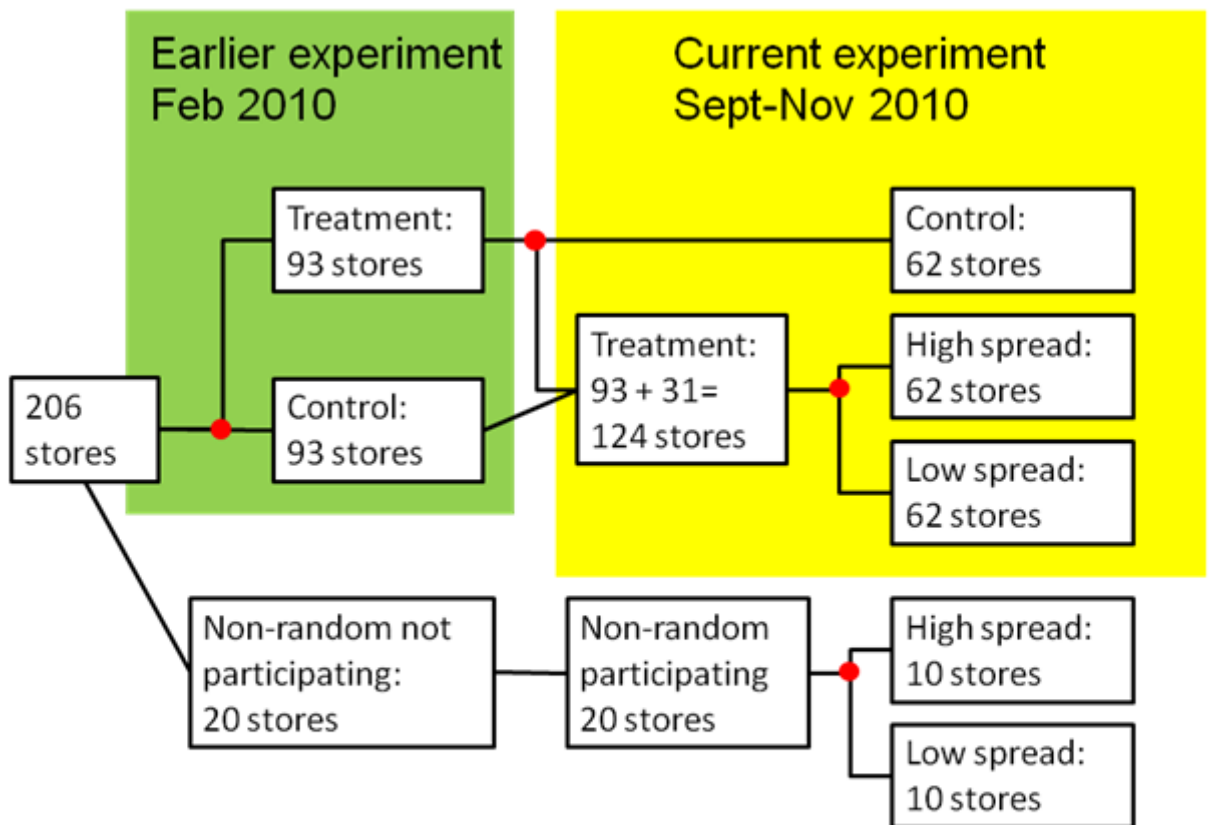 Earlier experiment
Feb 2010
Current experiment
Sept-Nov 2010
Treatment:
93 stores
Control:
62 stores
206
stores
Control:
93 stores
Treatment:
93 + 31=
124 stores
High spread:
62 stores
Low spread:
62 stores
Non-random not
participating:
20 stores
Non-random
participating
20 stores
High spread:
10 stores
Low spread:
10 stores